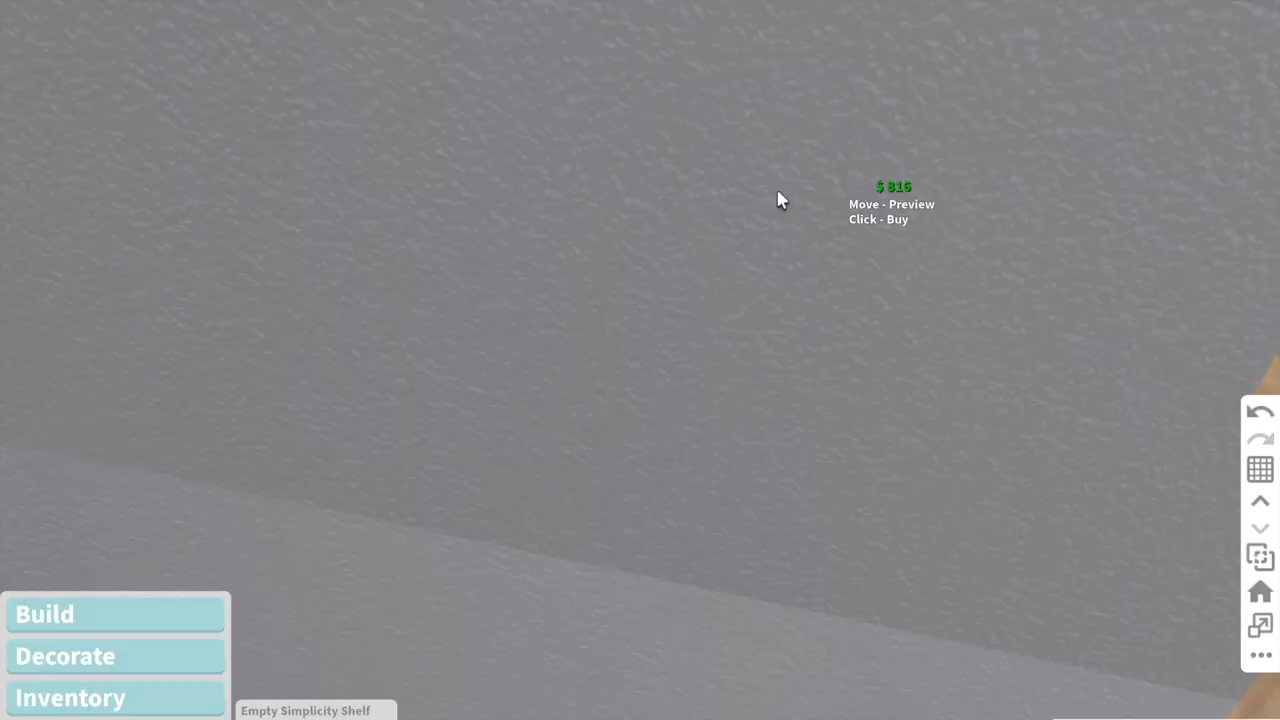 $ 816
Move - Preview
Click - Buy
Build
Decorate
Inventory
Empty Simplicity Shelf